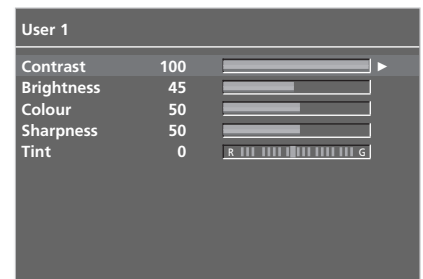 User 1
Contrast 100
Brightness 45
Colour 50
Sharpness 50
Tint 0 R G